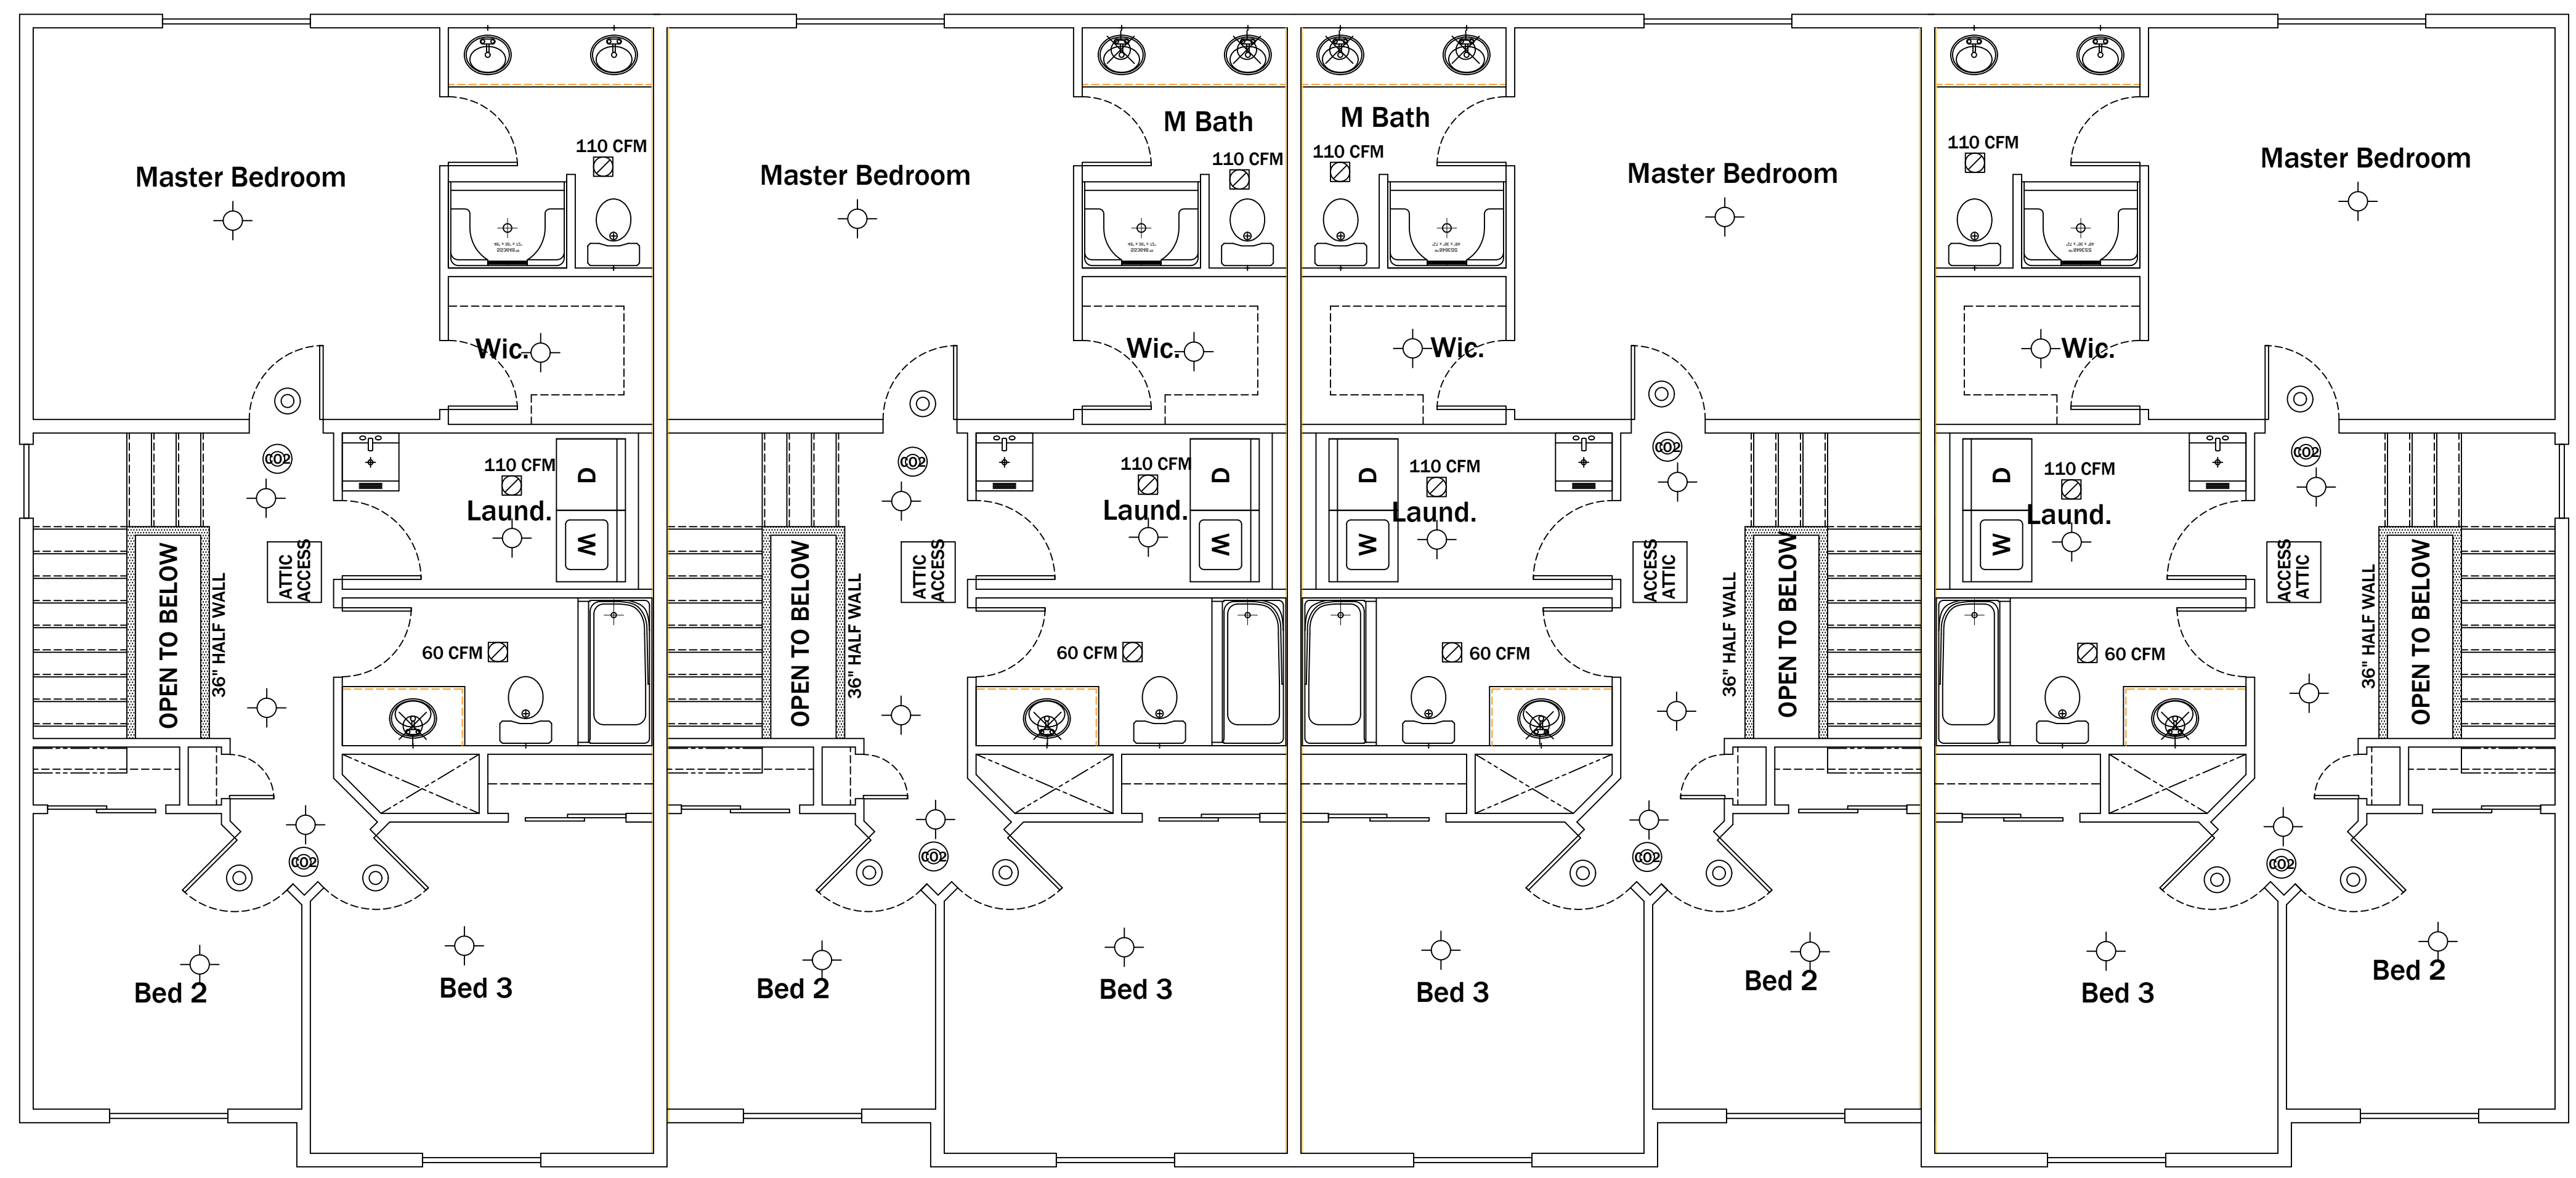 M Bath
M Bath
110 CFM
110 CFM
110 CFM
110 CFM
Master Bedroom
Master Bedroom
Master Bedroom
Master Bedroom
Wic.
Wic.
Wic.
Wic.
CO2
CO2
CO2
CO2
110 CFM
D
110 CFM
D
D
110 CFM
D
110 CFM
Laund.
Laund.
Laund.
Laund.
W
W
W
W
OPEN TO BELOW
36" HALF WALL
ATTIC
ACCESS
OPEN TO BELOW
36" HALF WALL
ATTIC
ACCESS
ACCESS
ATTIC
36" HALF WALL
OPEN TO BELOW
ACCESS
ATTIC
36" HALF WALL
OPEN TO BELOW
60 CFM
60 CFM
60 CFM
60 CFM
CO2
CO2
CO2
CO2
Bed 2
Bed 3
Bed 2
Bed 3
Bed 3
Bed 2
Bed 3
Bed 2